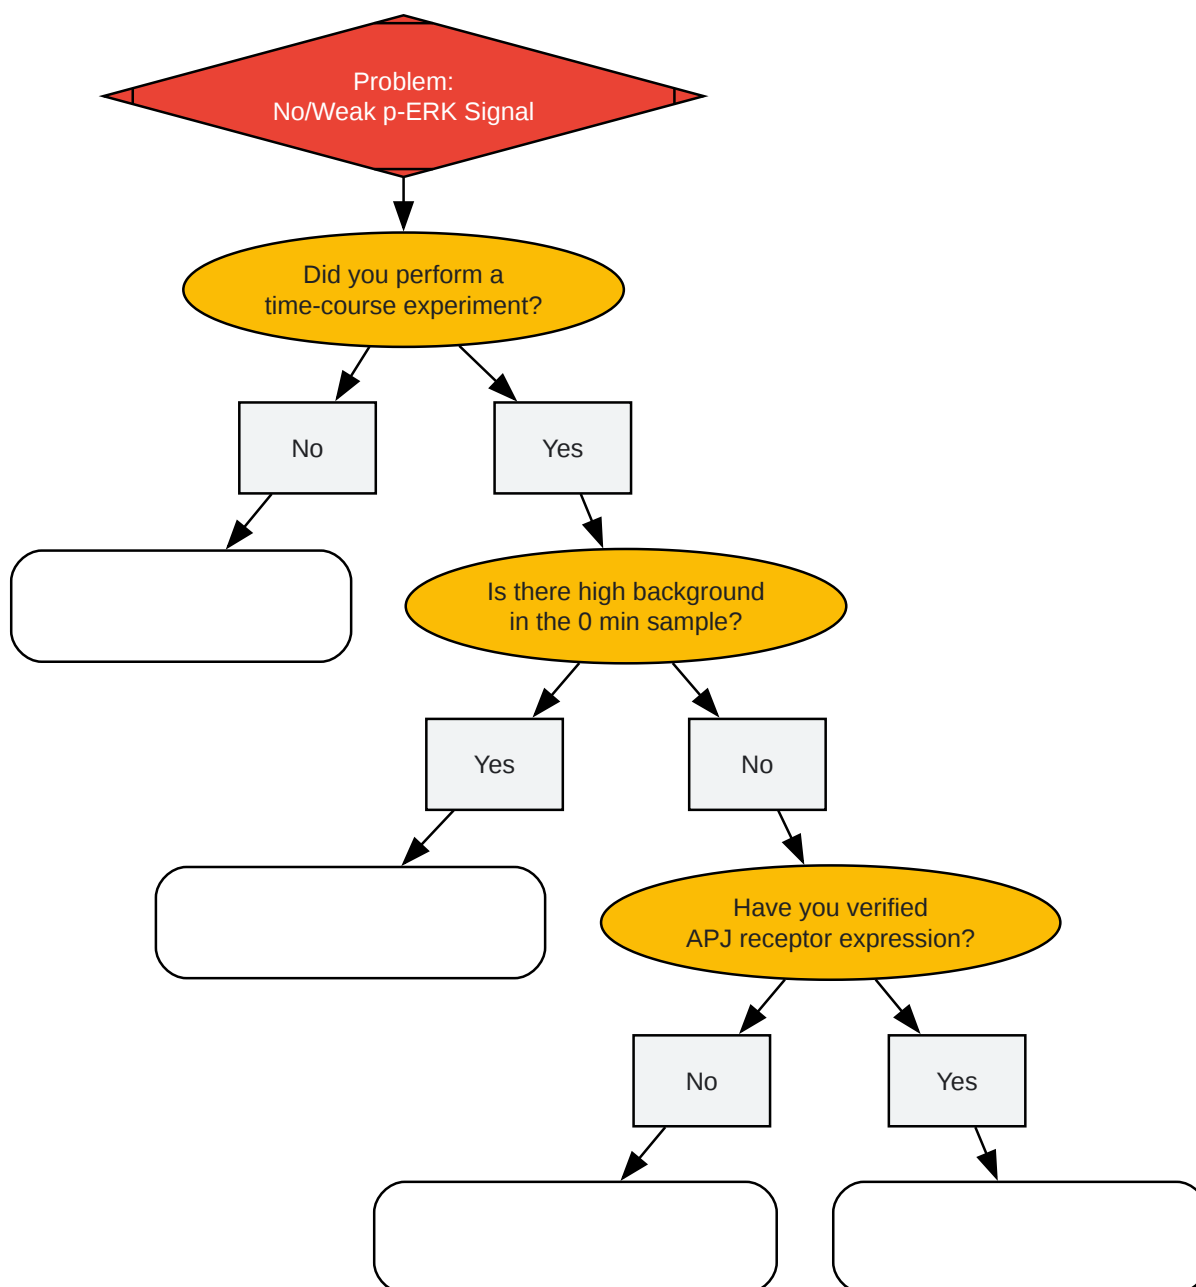 Problem:
No/Weak p-ERK Signal
Did you perform a
time-course experiment?
No
Yes
Is there high background
in the 0 min sample?
Yes
No
Have you verified
APJ receptor expression?
No
Yes